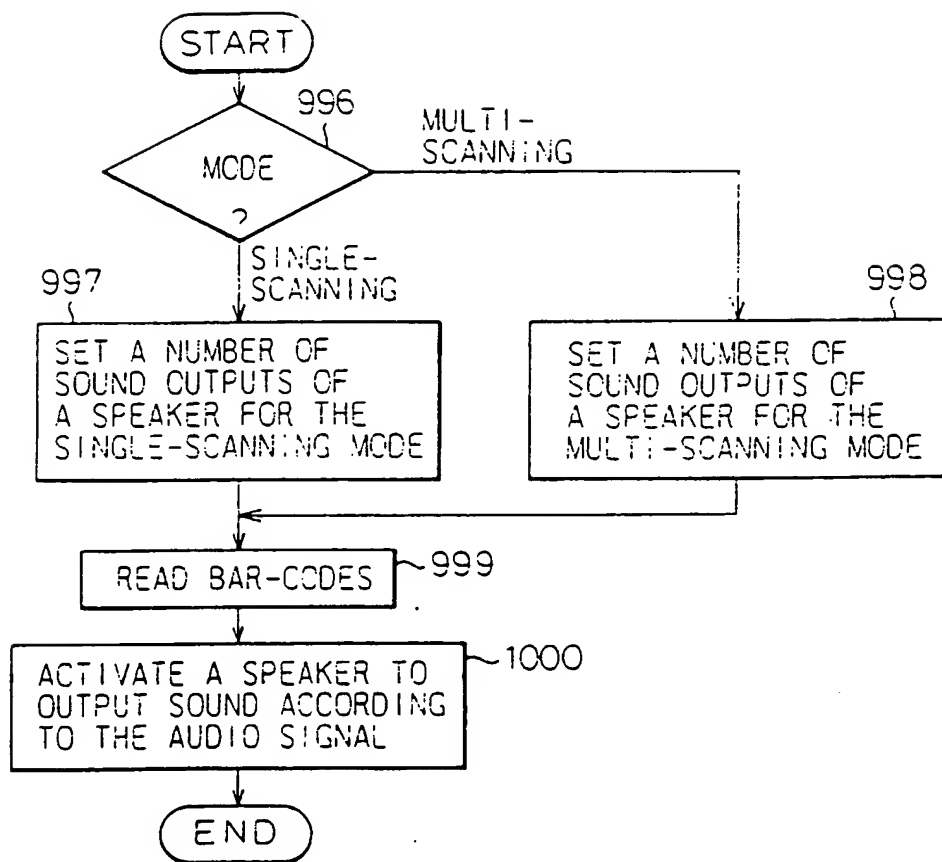 START
996
MODE
?
MULTI-
SCANNING
SINGLE-
SCANNING
997
SET A NUMBER OF
SOUND OUTPUTS OF
A SPEAKER FOR THE
SINGLE-SCANNING MODE
998
SET A NUMBER OF
SOUND OUTPUTS OF
A SPEAKER FOR THE
MULTI-SCANNING MODE
READ BAR-CODES
999
ACTIVATE A SPEAKER TO
OUTPUT SOUND ACCORDING
TO THE AUDIO SIGNAL
1000
END